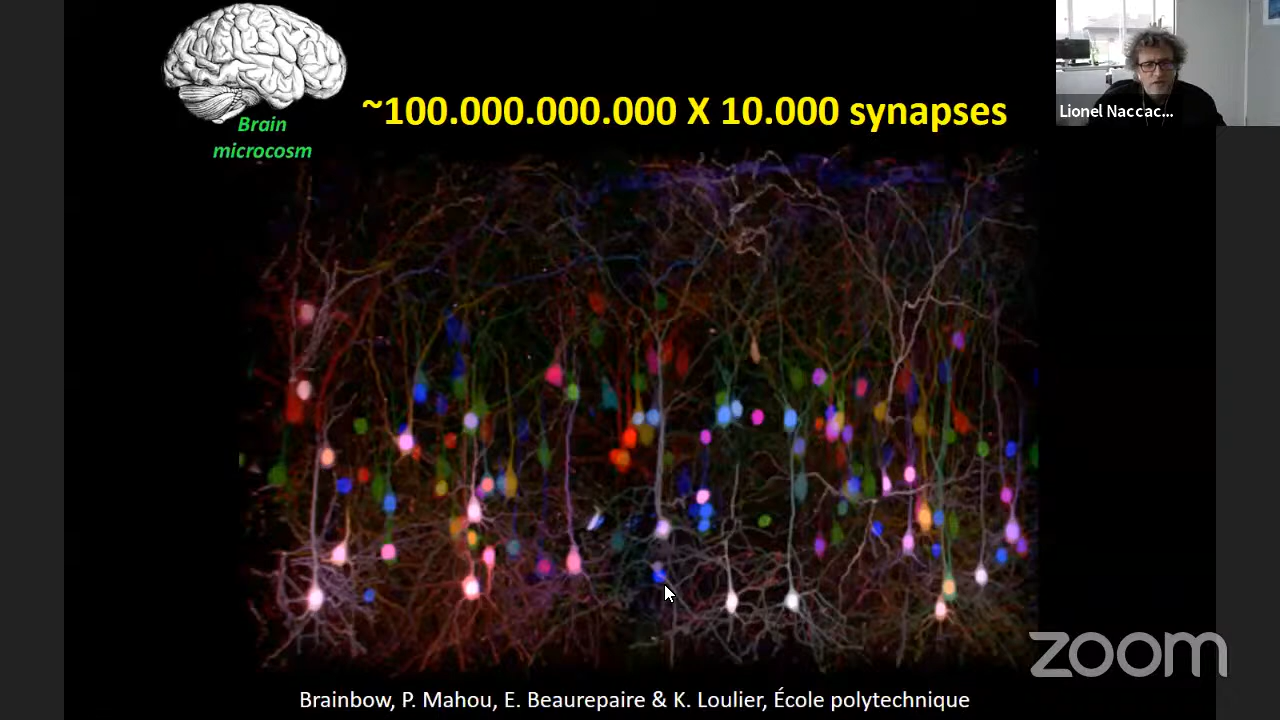 ~100.000.000.000 X 10.000 synapses
Brain
microcosm
Lionel Naccac...
zoom
Brainbow, P. Mahou, E. Beaurepaire & K. Loulier, École polytechnique